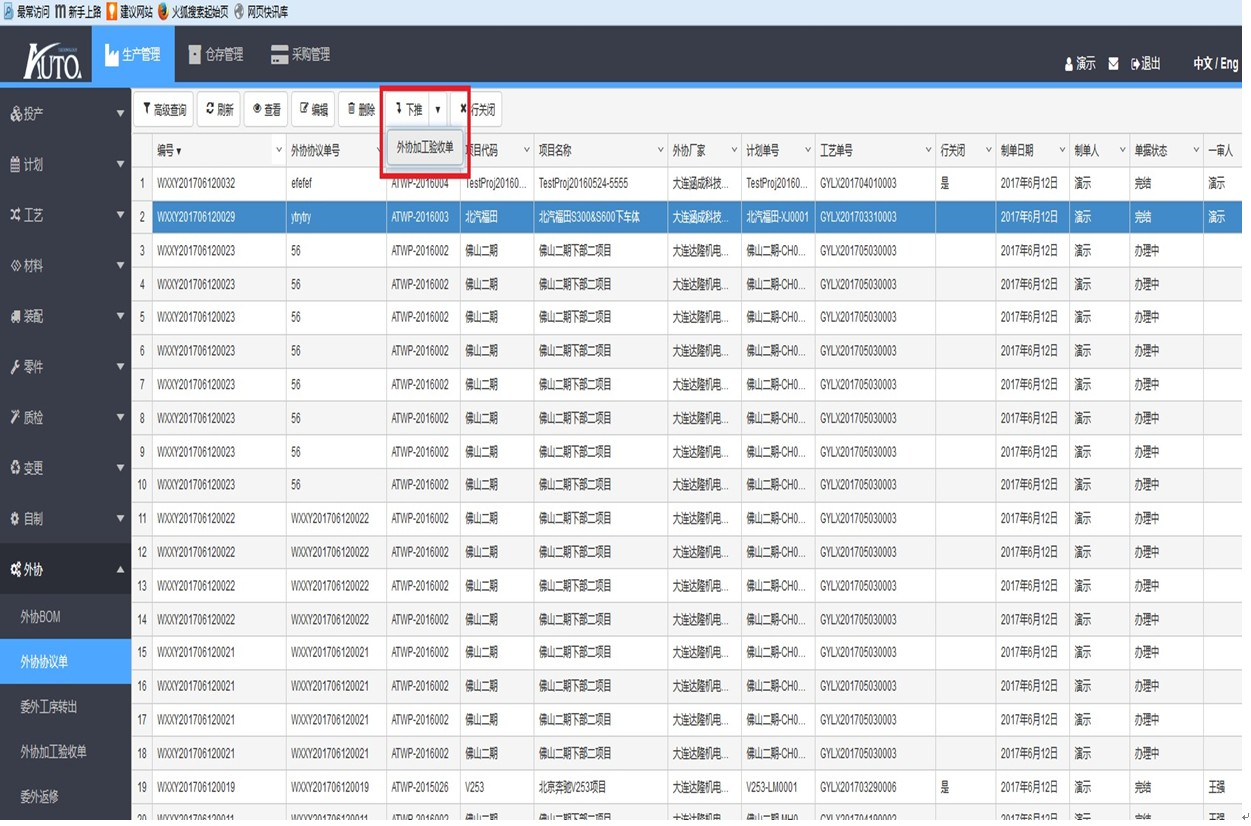 最常访问 新手上路 建议网站 火狐搜索起始页 网页快讯库
AUTO. 生产管理 仓存管理 采购管理 演示 退出 中文 / Eng
投产
计划
工艺
材料
装配
零件
质检
变更
自制
外协
外协BOM
外协协议单
委外工序转出
外协加工验收单
委外返修
高级查询 刷新 查看 编辑 删除 下推 行关闭
外协加工验收单
编号 外协协议单号 项目代码 项目名称 外协厂家 计划单号 工艺单号 行关闭 制单日期 制单人 单据状态 一审人
1 WXXY201706120032 efefef ATWP-2016004 TestProj20160... TestProj20160524-5555 大连涵成科技... TestProj20160... GYLX201704010003 是 2017年6月12日 演示 完结 演示
2 WXXY201706120029 ytrytry ATWP-2016003 北汽福田 北汽福田S300&S600下车体 大连涵成科技... 北汽福田-XJ0001 GYLX201703310003 2017年6月12日 演示 完结 演示
3 WXXY201706120023 56 ATWP-2016002 佛山二期 佛山二期下部二项目 大连达隆机电... 佛山二期-CH0... GYLX201705030003 2017年6月12日 演示 办理中
4 WXXY201706120023 56 ATWP-2016002 佛山二期 佛山二期下部二项目 大连达隆机电... 佛山二期-CH0... GYLX201705030003 2017年6月12日 演示 办理中
5 WXXY201706120023 56 ATWP-2016002 佛山二期 佛山二期下部二项目 大连达隆机电... 佛山二期-CH0... GYLX201705030003 2017年6月12日 演示 办理中
6 WXXY201706120023 56 ATWP-2016002 佛山二期 佛山二期下部二项目 大连达隆机电... 佛山二期-CH0... GYLX201705030003 2017年6月12日 演示 办理中
7 WXXY201706120023 56 ATWP-2016002 佛山二期 佛山二期下部二项目 大连达隆机电... 佛山二期-CH0... GYLX201705030003 2017年6月12日 演示 办理中
8 WXXY201706120023 56 ATWP-2016002 佛山二期 佛山二期下部二项目 大连达隆机电... 佛山二期-CH0... GYLX201705030003 2017年6月12日 演示 办理中
9 WXXY201706120023 56 ATWP-2016002 佛山二期 佛山二期下部二项目 大连达隆机电... 佛山二期-CH0... GYLX201705030003 2017年6月12日 演示 办理中
10 WXXY201706120023 56 ATWP-2016002 佛山二期 佛山二期下部二项目 大连达隆机电... 佛山二期-CH0... GYLX201705030003 2017年6月12日 演示 办理中
11 WXXY201706120022 WXXY201706120022 ATWP-2016002 佛山二期 佛山二期下部二项目 大连达隆机电... 佛山二期-CH0... GYLX201705030003 2017年6月12日 演示 办理中
12 WXXY201706120022 WXXY201706120022 ATWP-2016002 佛山二期 佛山二期下部二项目 大连达隆机电... 佛山二期-CH0... GYLX201705030003 2017年6月12日 演示 办理中
13 WXXY201706120022 WXXY201706120022 ATWP-2016002 佛山二期 佛山二期下部二项目 大连达隆机电... 佛山二期-CH0... GYLX201705030003 2017年6月12日 演示 办理中
14 WXXY201706120022 WXXY201706120022 ATWP-2016002 佛山二期 佛山二期下部二项目 大连达隆机电... 佛山二期-CH0... GYLX201705030003 2017年6月12日 演示 办理中
15 WXXY201706120021 WXXY201706120021 ATWP-2016002 佛山二期 佛山二期下部二项目 大连达隆机电... 佛山二期-CH0... GYLX201705030003 2017年6月12日 演示 办理中
16 WXXY201706120021 WXXY201706120021 ATWP-2016002 佛山二期 佛山二期下部二项目 大连达隆机电... 佛山二期-CH0... GYLX201705030003 2017年6月12日 演示 办理中
17 WXXY201706120021 WXXY201706120021 ATWP-2016002 佛山二期 佛山二期下部二项目 大连达隆机电... 佛山二期-CH0... GYLX201705030003 2017年6月12日 演示 办理中
18 WXXY201706120021 WXXY201706120021 ATWP-2016002 佛山二期 佛山二期下部二项目 大连达隆机电... 佛山二期-CH0... GYLX201705030003 2017年6月12日 演示 办理中
19 WXXY201706120019 WXXY201706120019 ATWP-2015026 V253 北京奔驰V253项目 大连达隆机电... V253-LM0001 GYLX201703290006 是 2017年6月12日 演示 完结 王强